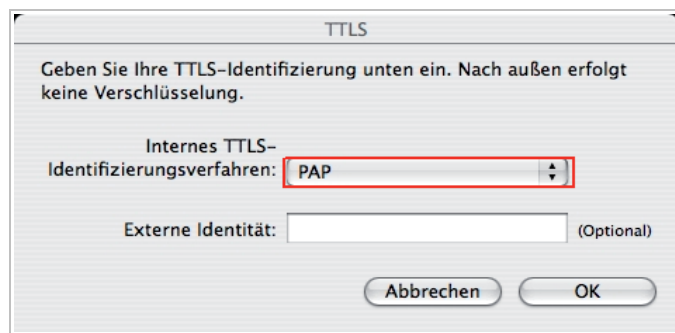 TTLS
Geben Sie Ihre TTLS-Identifizierung unten ein. Nach außen erfolgt
keine Verschlüsselung.
Internes TTLS-
Identifizierungsverfahren: PAP
Externe Identität: (Optional)
Abbrechen OK